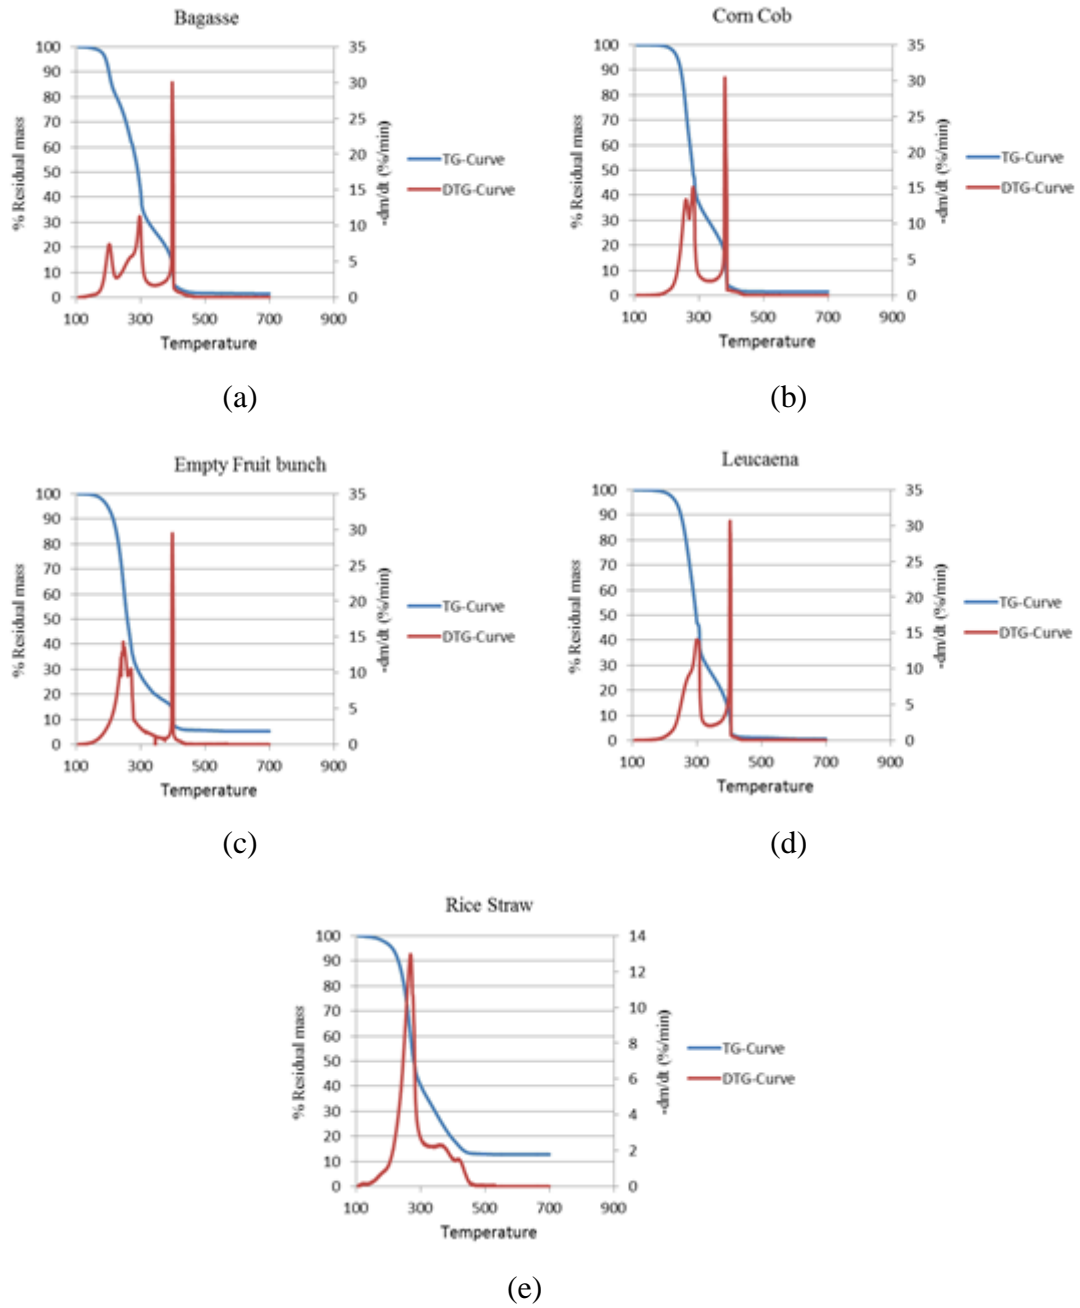 Bagasse
100
90
80
70
60
50
40
30
20
10
0
% Residual mass
35
30
25
20
15
10
5
0
-dm/dt (%/min)
100 300 500 700 900
Temperature
TG-Curve
DTG-Curve
(a)
Corn Cob
100
90
80
70
60
50
40
30
20
10
0
% Residual mass
35
30
25
20
15
10
5
0
-dm/dt (%/min)
100 300 500 700 900
Temperature
TG-Curve
DTG-Curve
(b)
Empty Fruit bunch
100
90
80
70
60
50
40
30
20
10
0
% Residual mass
35
30
25
20
15
10
5
0
-dm/dt (%/min)
100 300 500 700 900
Temperature
TG-Curve
DTG-Curve
(c)
Leucaena
100
90
80
70
60
50
40
30
20
10
0
% Residual mass
35
30
25
20
15
10
5
0
-dm/dt (%/min)
100 300 500 700 900
Temperature
TG-Curve
DTG-Curve
(d)
Rice Straw
100
90
80
70
60
50
40
30
20
10
0
% Residual mass
14
12
10
8
6
4
2
0
-dm/dt (%/min)
100 300 500 700 900
Temperature
TG-Curve
DTG-Curve
(e)